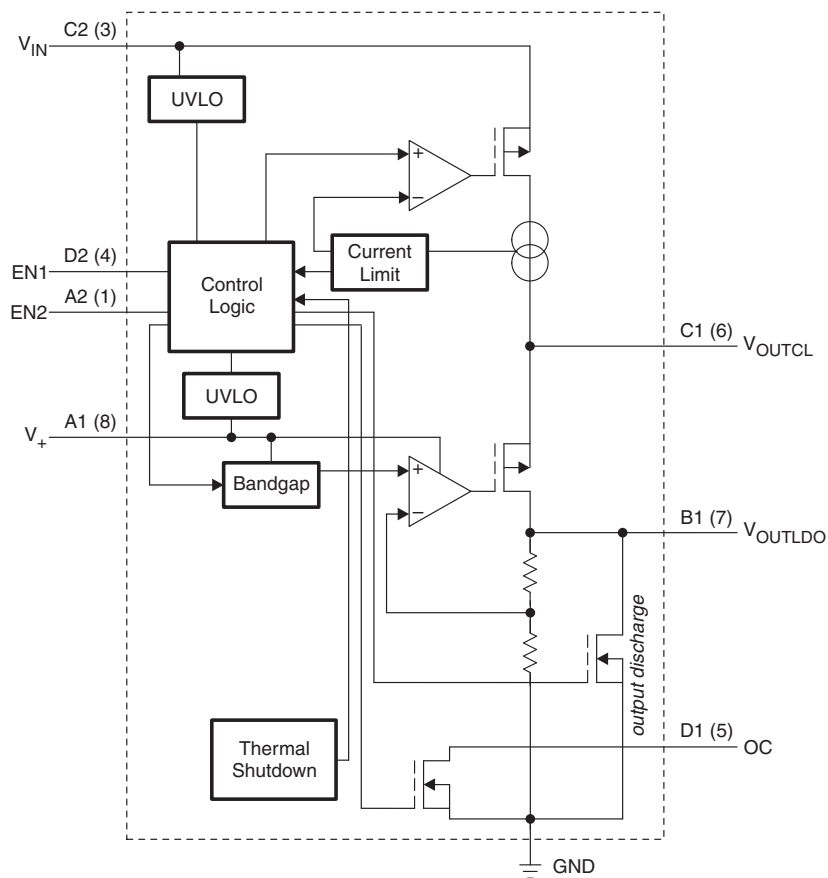 C2 (3)
V_IN
UVLO
+
−
Current
Limit
D2 (4)
EN1
Control
Logic
A2 (1)
EN2
C1 (6)
V_OUTCL
UVLO
A1 (8)
V_+
Bandgap
+
−
B1 (7)
V_OUTLDO
output discharge
D1 (5)
OC
Thermal
Shutdown
GND